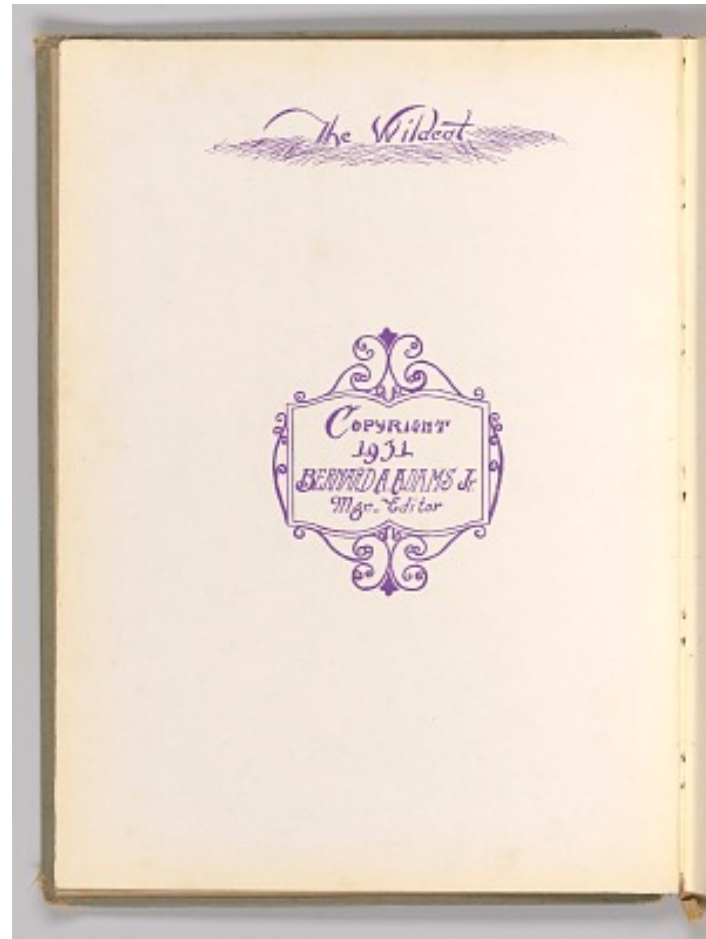 The Wildcat
COPYRIGHT
1931
BERNARD A. ADAMS Jr.
Mgr. Editor